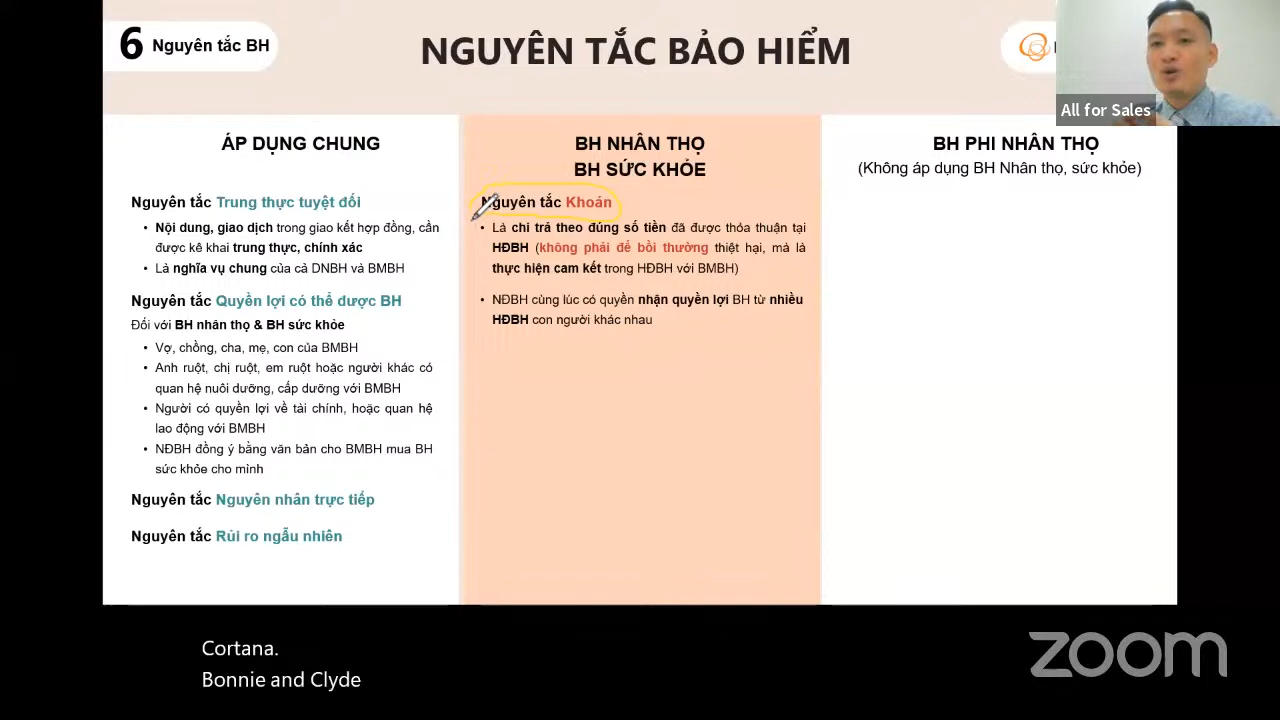 6 Nguyên tắc BH
NGUYÊN TẮC BẢO HIỂM
All for Sales
ÁP DỤNG CHUNG
Nguyên tắc Trung thực tuyệt đối
• Nội dung, giao dịch trong giao kết hợp đồng, cần
được kê khai trung thực, chính xác
• Là nghĩa vụ chung của cả DNBH và BMBH
Nguyên tắc Quyền lợi có thể được BH
Đối với BH nhân thọ & BH sức khỏe
• Vợ, chồng, cha, mẹ, con của BMBH
• Anh ruột, chị ruột, em ruột hoặc người khác có
quan hệ nuôi dưỡng, cấp dưỡng với BMBH
• Người có quyền lợi về tài chính, hoặc quan hệ
lao động với BMBH
• NĐBH đồng ý bằng văn bản cho BMBH mua BH
sức khỏe cho mình
Nguyên tắc Nguyên nhân trực tiếp
Nguyên tắc Rủi ro ngẫu nhiên
BH NHÂN THỌ
BH SỨC KHỎE
Nguyên tắc Khoán
• Là chi trả theo đúng số tiền đã được thỏa thuận tại
HĐBH (không phải để bồi thường thiệt hại, mà là
thực hiện cam kết trong HĐBH với BMBH)
• NĐBH cùng lúc có quyền nhận quyền lợi BH từ nhiều
HĐBH con người khác nhau
BH PHI NHÂN THỌ
(Không áp dụng BH Nhân thọ, sức khỏe)
Cortana.
Bonnie and Clyde
zoom